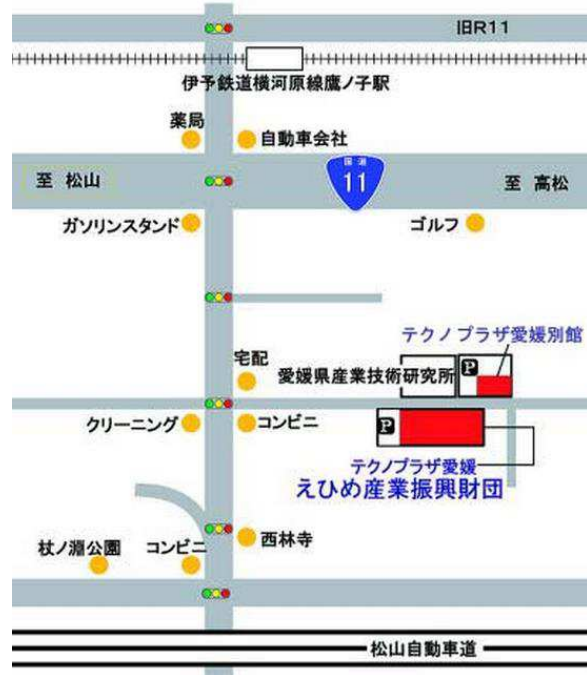 旧R11
伊予鉄道横河原線鷹ノ子駅
薬局
自動車会社
至 松山
国道
11
至 高松
ガソリンスタンド
ゴルフ
テクノプラザ愛媛別館
宅配
愛媛県産業技術研究所
P
クリーニング
コンビニ
P
テクノプラザ愛媛
えひめ産業振興財団
西林寺
杖ノ淵公園
コンビニ
松山自動車道